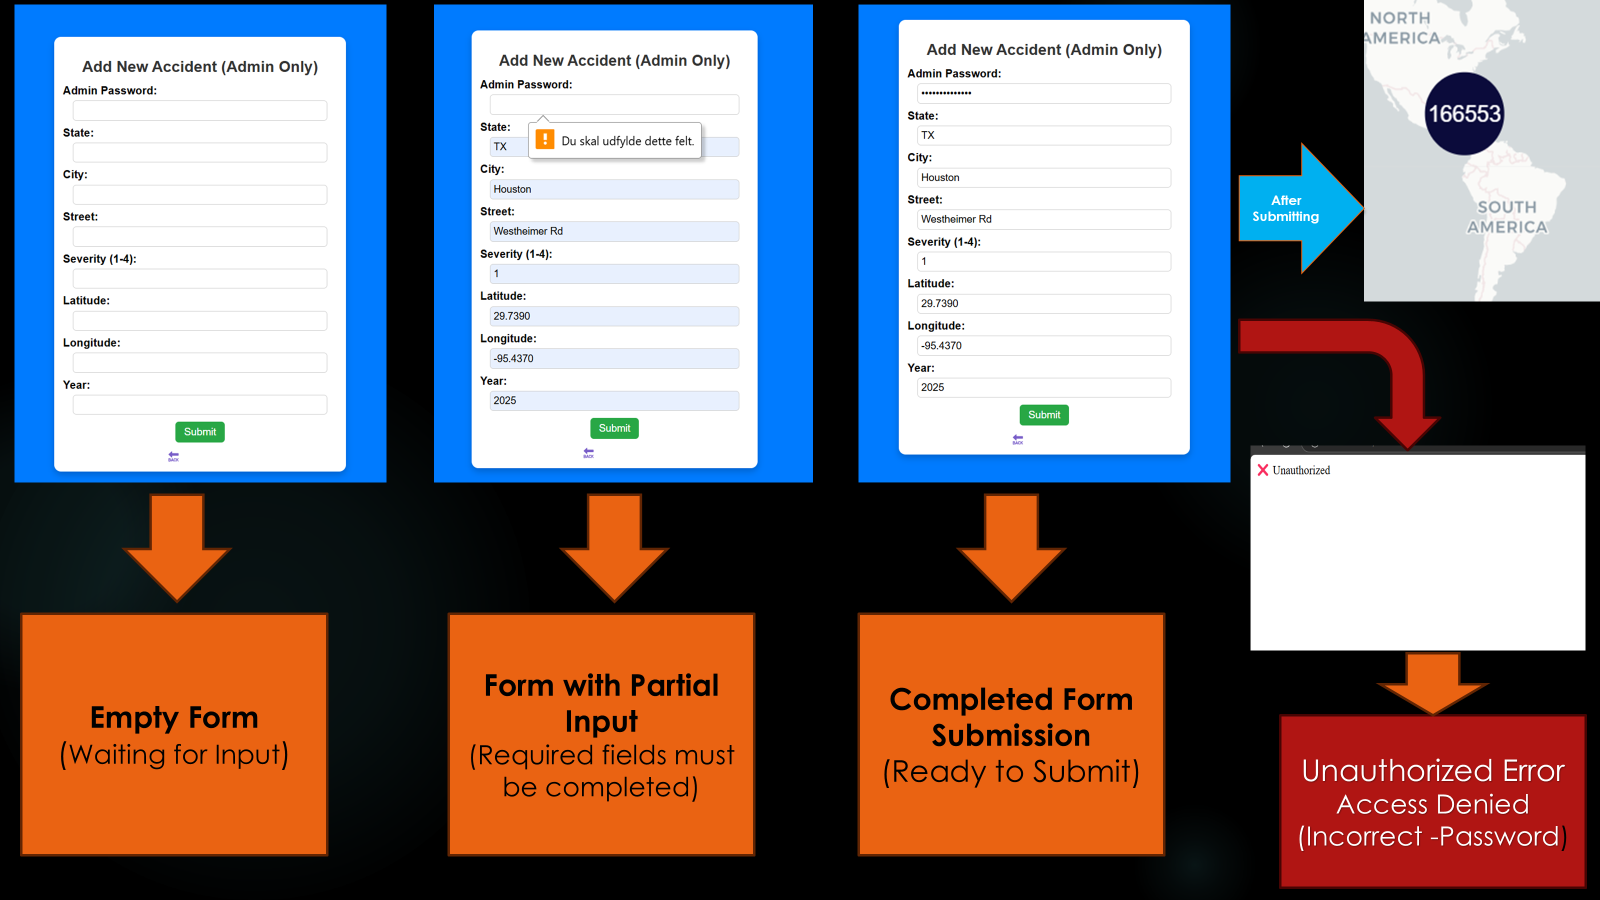 Add New Accident (Admin Only)
Admin Password:
State:
City:
Street:
Severity (1-4):
Latitude:
Longitude:
Year:
Submit
BACK
Empty Form
(Waiting for Input)
Add New Accident (Admin Only)
Admin Password:
Du skal udfylde dette felt.
State:
TX
City:
Houston
Street:
Westheimer Rd
Severity (1-4):
1
Latitude:
29.7390
Longitude:
-95.4370
Year:
2025
Submit
BACK
Form with Partial
Input
(Required fields must
be completed)
Add New Accident (Admin Only)
Admin Password:
••••••••••••••
State:
TX
City:
Houston
Street:
Westheimer Rd
Severity (1-4):
1
Latitude:
29.7390
Longitude:
-95.4370
Year:
2025
Submit
BACK
Completed Form
Submission
(Ready to Submit)
After
Submitting
NORTH
AMERICA
166553
SOUTH
AMERICA
❌ Unauthorized
Unauthorized Error
Access Denied
(Incorrect -Password)